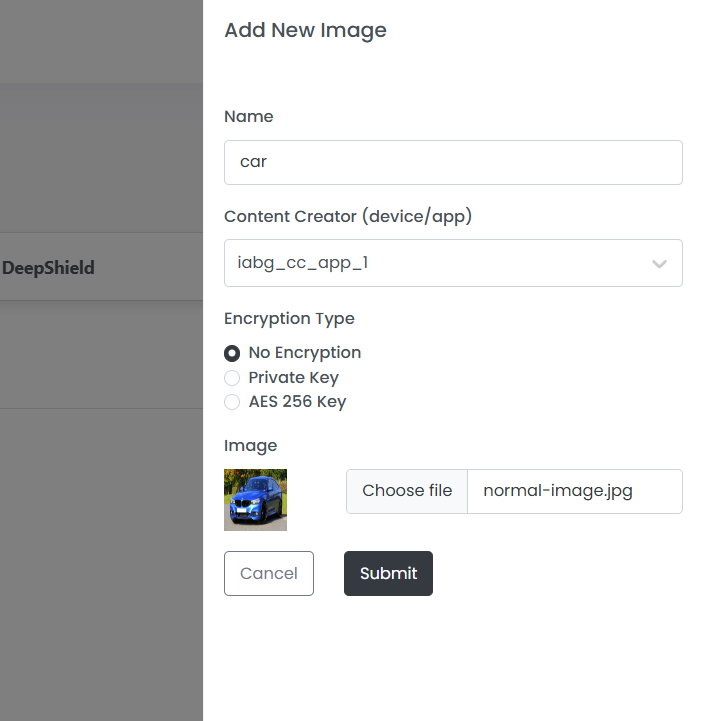 Add New Image
Name
car
Content Creator (device/app)
iabg_cc_app_1
DeepShield
Encryption Type
No Encryption
Private Key
AES 256 Key
Image
Choose file normal-image.jpg
Cancel Submit